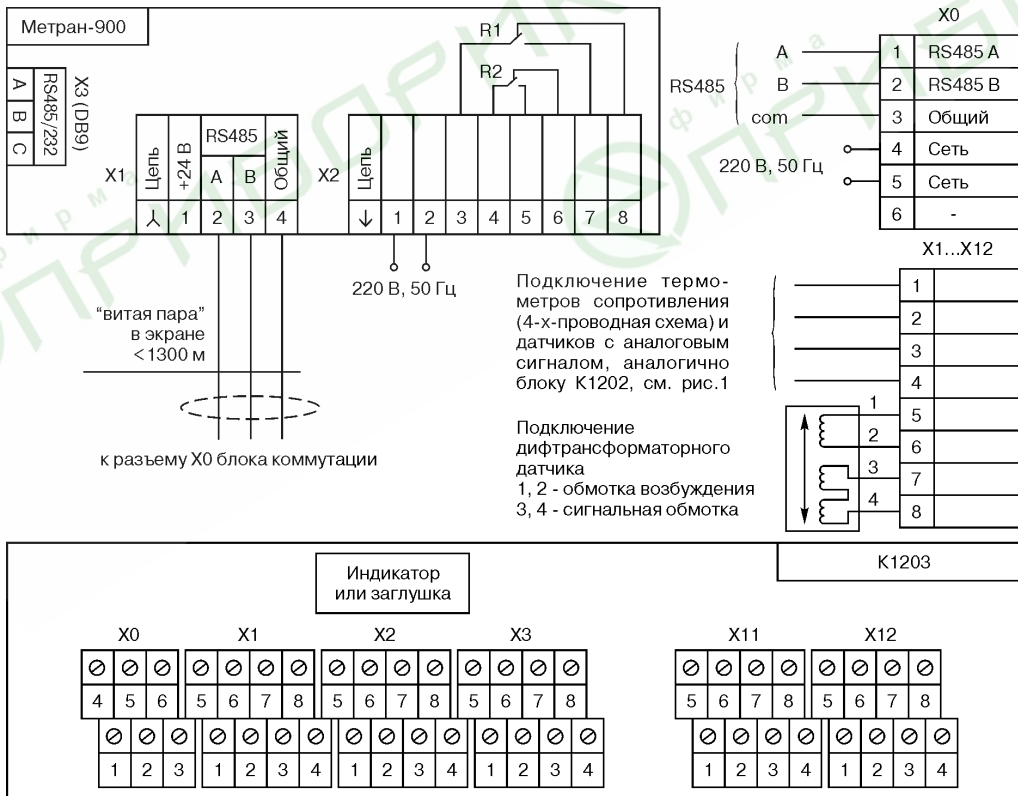 Метран-900
X3 (DB9)
RS485/232
A
B
C
X1
Цепь
+24 В
RS485
A
B
Общий
1
2
3
4
X2
Цепь
1
2
3
4
5
6
7
8
R1
R2
220 В, 50 Гц
"витая пара"
в экране
<1300 м
к разъему X0 блока коммутации
X0
RS485
A
B
com
1 RS485 A
2 RS485 B
3 Общий
4 Сеть
5 Сеть
6 -
220 В, 50 Гц
X1...X12
1
2
3
4
5
6
7
8
Подключение термо-
метров сопротивления
(4-х-проводная схема) и
датчиков с аналоговым
сигналом, аналогично
блоку К1202, см. рис.1
Подключение
дифтрансформаторного
датчика
1, 2 - обмотка возбуждения
3, 4 - сигнальная обмотка
1
2
3
4
К1203
Индикатор
или заглушка
X0 X1 X2 X3 X11 X12
4 5 6 5 6 7 8 5 6 7 8 5 6 7 8 5 6 7 8 5 6 7 8
1 2 3 1 2 3 4 1 2 3 4 1 2 3 4 1 2 3 4 1 2 3 4
фирма
фирма